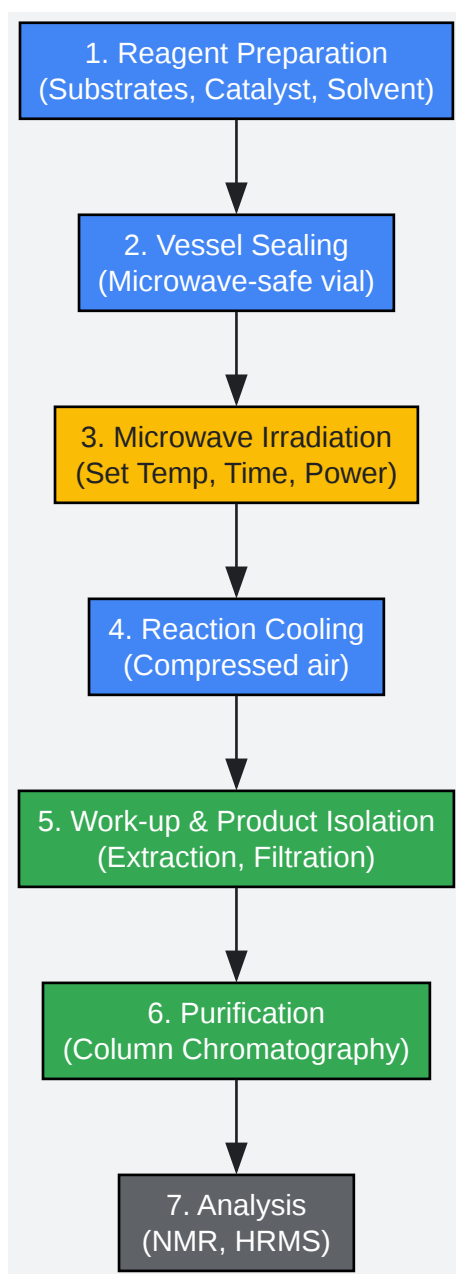 1. Reagent Preparation
(Substrates, Catalyst, Solvent)
2. Vessel Sealing
(Microwave-safe vial)
3. Microwave Irradiation
(Set Temp, Time, Power)
4. Reaction Cooling
(Compressed air)
5. Work-up & Product Isolation
(Extraction, Filtration)
6. Purification
(Column Chromatography)
7. Analysis
(NMR, HRMS)